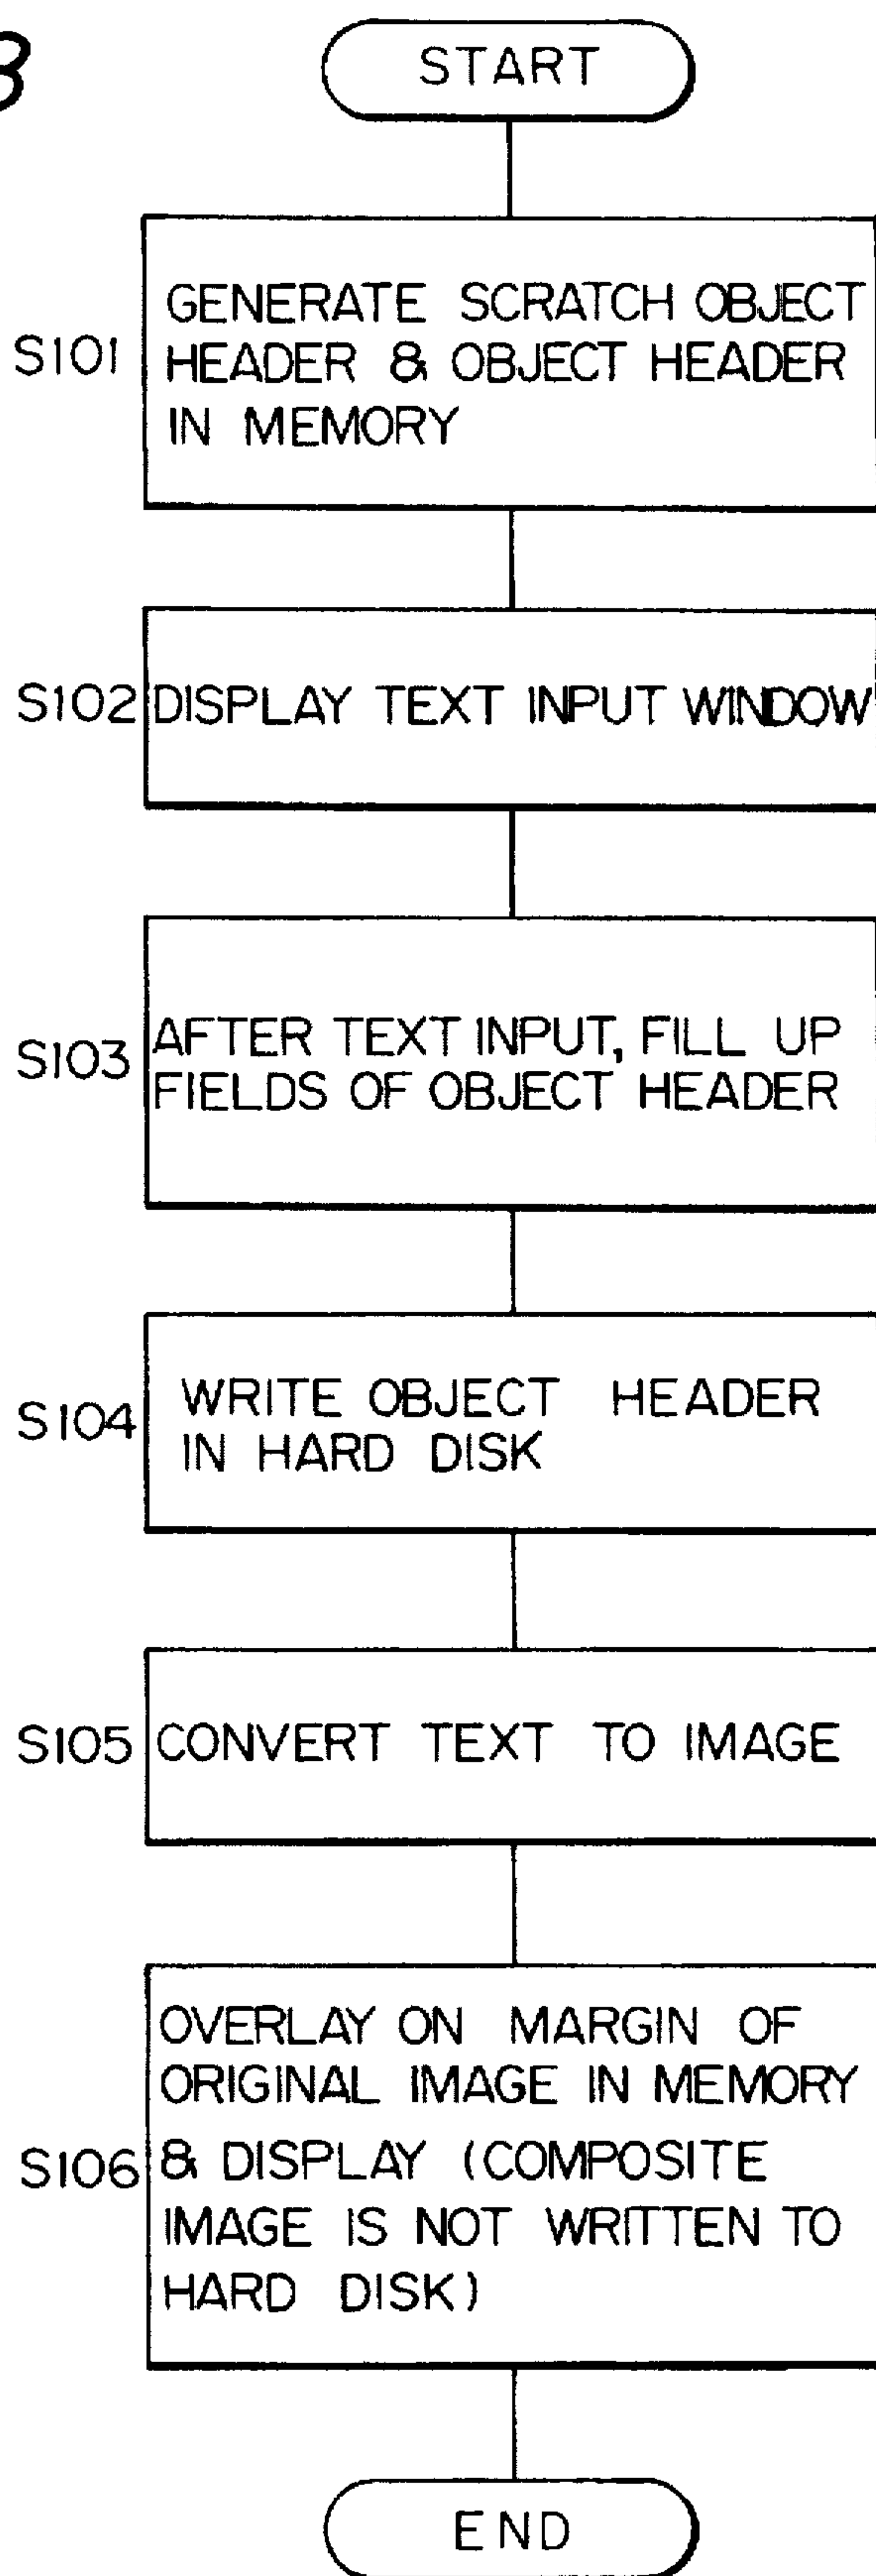 START
S101
GENERATE SCRATCH OBJECT
HEADER & OBJECT HEADER
IN MEMORY
S102
DISPLAY TEXT INPUT WINDOW
S103
AFTER TEXT INPUT, FILL UP
FIELDS OF OBJECT HEADER
S104
WRITE OBJECT HEADER
IN HARD DISK
S105
CONVERT TEXT TO IMAGE
S106
OVERLAY ON MARGIN OF
ORIGINAL IMAGE IN MEMORY
& DISPLAY (COMPOSITE
IMAGE IS NOT WRITTEN TO
HARD DISK)
END